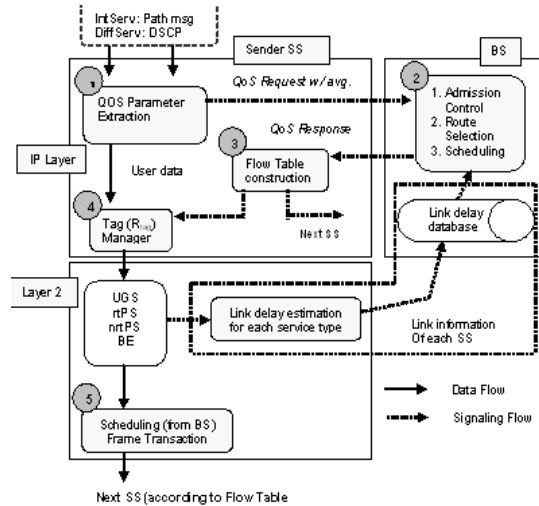 IntServ: Path msg
DiffServ: DSCP
Sender SS
BS
1
QOS Parameter
Extraction
QoS Request w/ avg.
2
1. Admission
Control
2. Route
Selection
3. Scheduling
QoS Response
IP Layer
User data
3
Flow Table
construction
4
Tag (Rtag)
Manager
Next SS
Link delay
database
Layer 2
UGS
rtPS
nrtPS
BE
Link delay estimation
for each service type
Link information
Of each SS
5
Scheduling (from BS)
Frame Transaction
Data Flow
Signaling Flow
Next SS (according to Flow Table